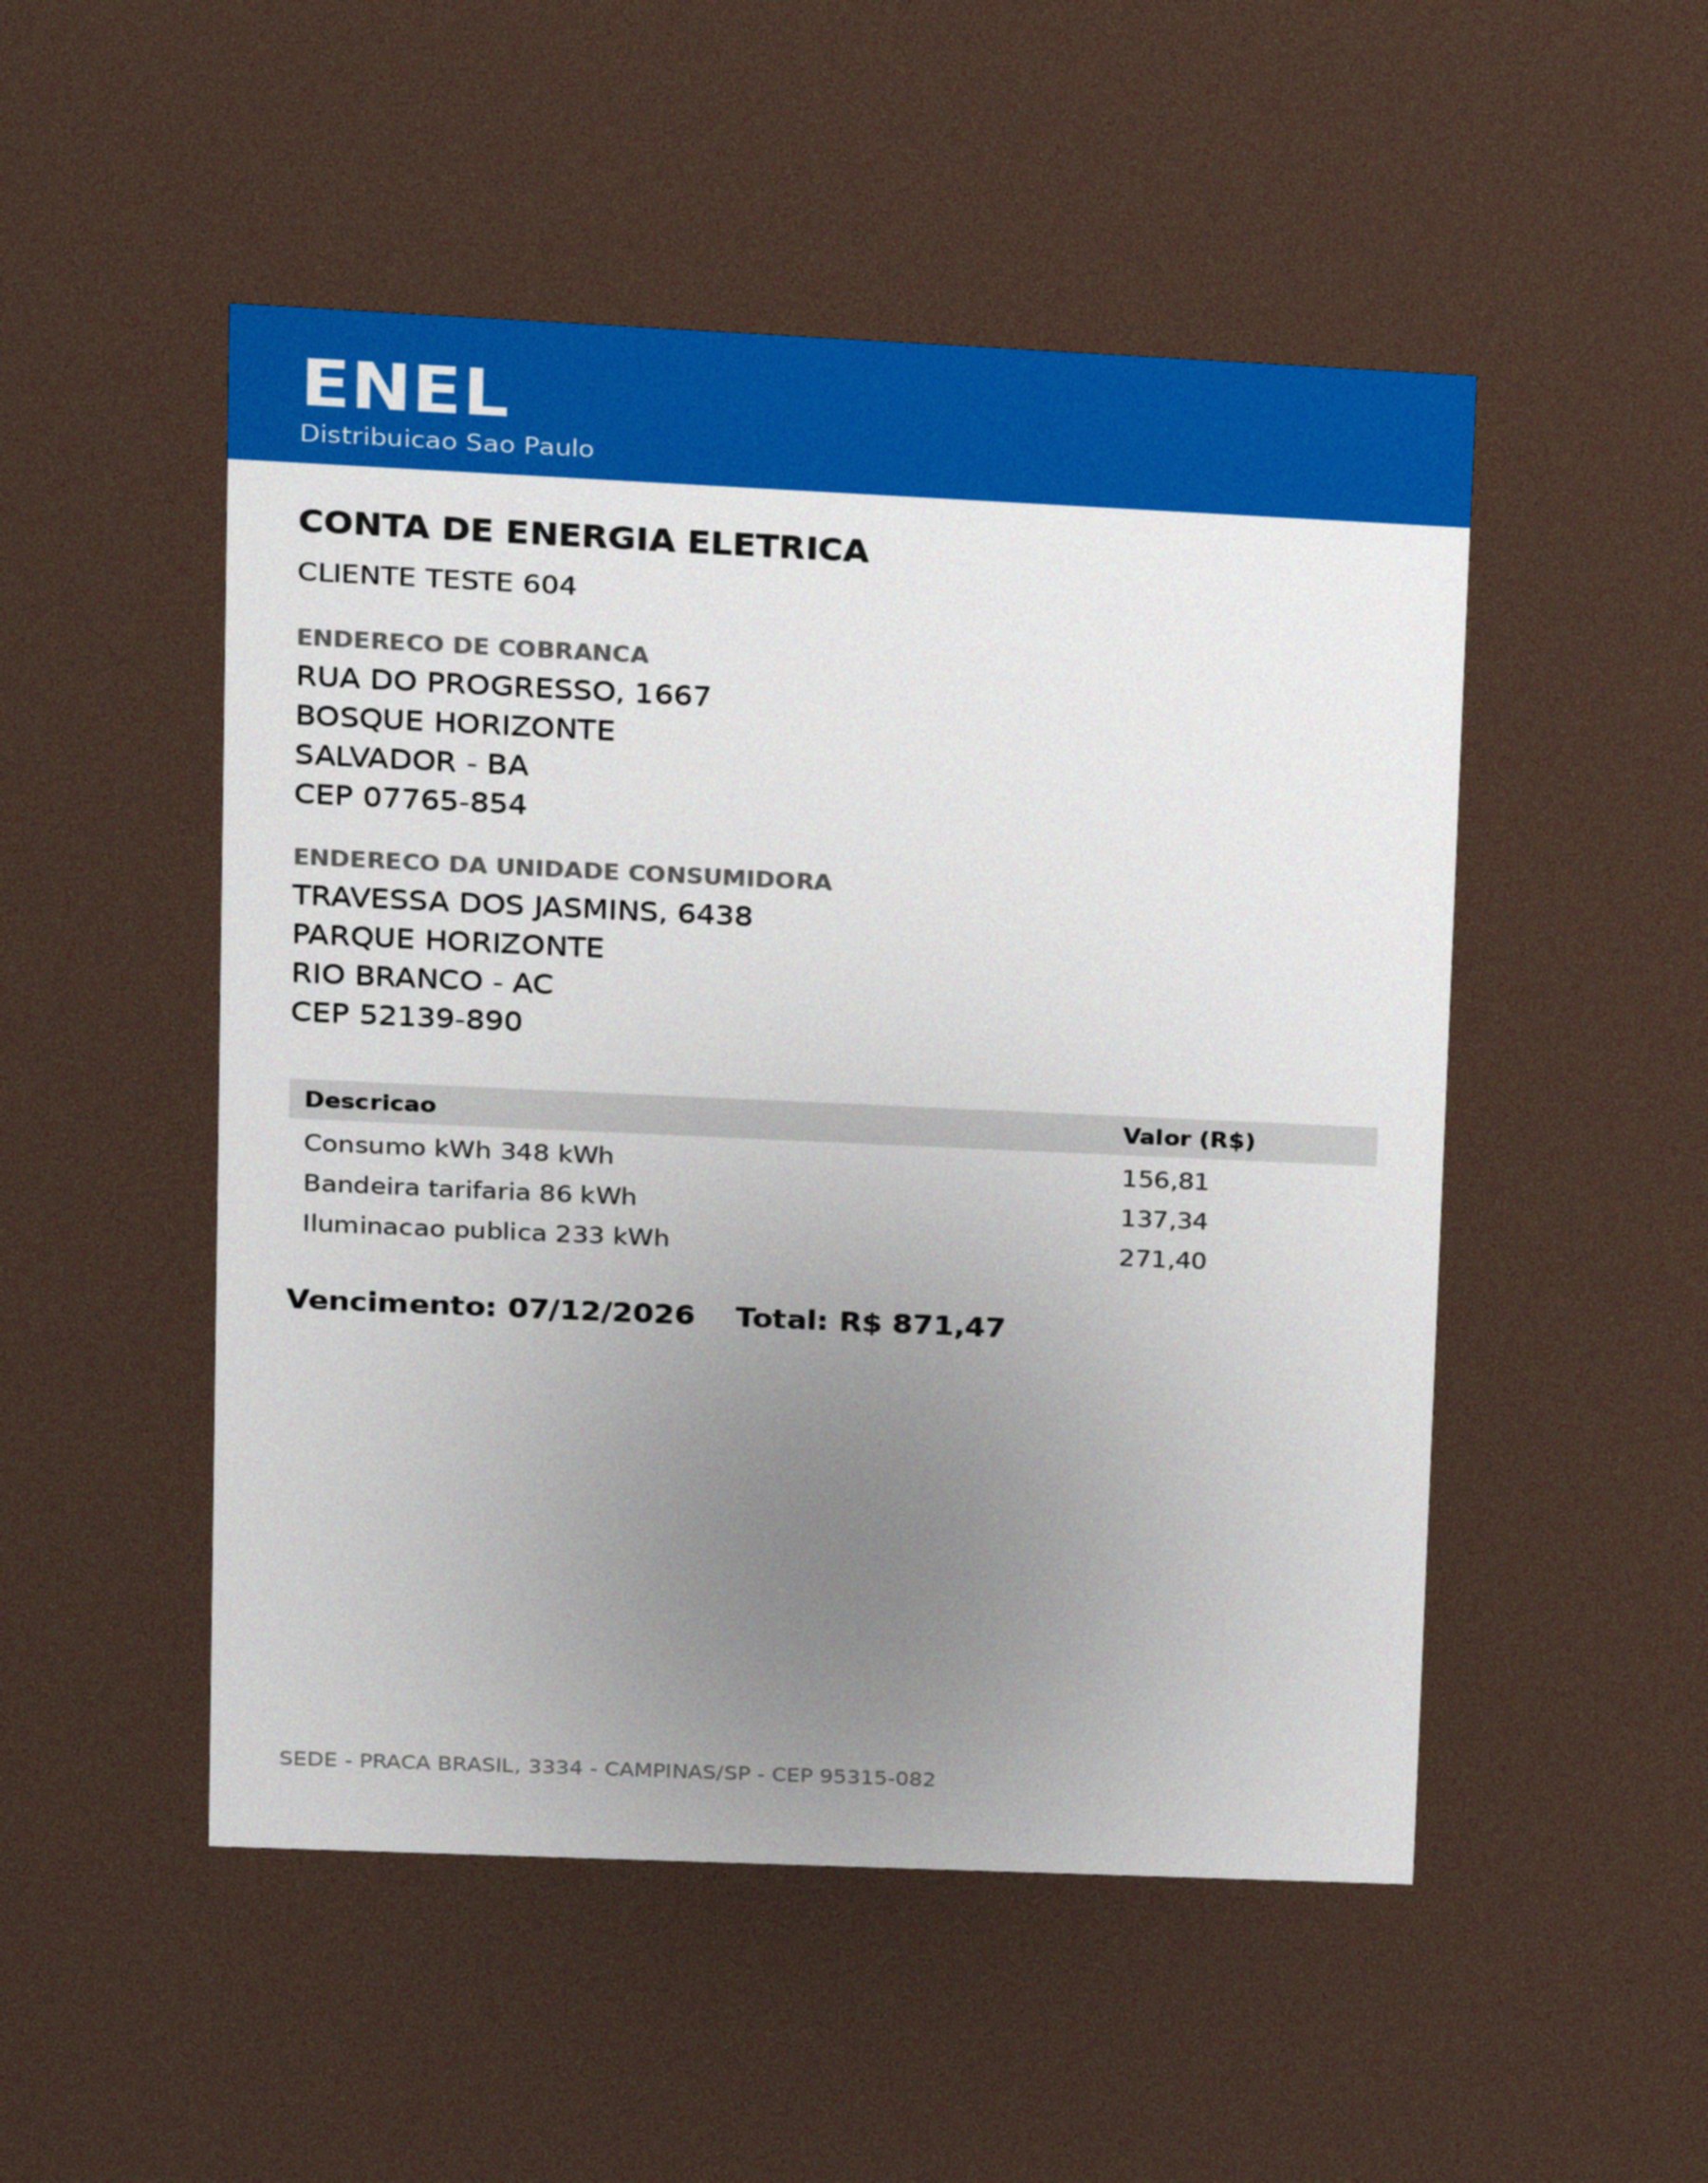 ENEL
Distribuicao Sao Paulo
CONTA DE ENERGIA ELETRICA
CLIENTE TESTE 604
ENDERECO DE COBRANCA
RUA DO PROGRESSO, 1667
BOSQUE HORIZONTE
SALVADOR - BA
CEP 07765-854
ENDERECO DA UNIDADE CONSUMIDORA
TRAVESSA DOS JASMINS, 6438
PARQUE HORIZONTE
RIO BRANCO - AC
CEP 52139-890
Descricao Valor (R$)
Consumo kWh 348 kWh 156,81
Bandeira tarifaria 86 kWh 137,34
Iluminacao publica 233 kWh 271,40
Vencimento: 07/12/2026 Total: R$ 871,47
SEDE - PRACA BRASIL, 3334 - CAMPINAS/SP - CEP 95315-082